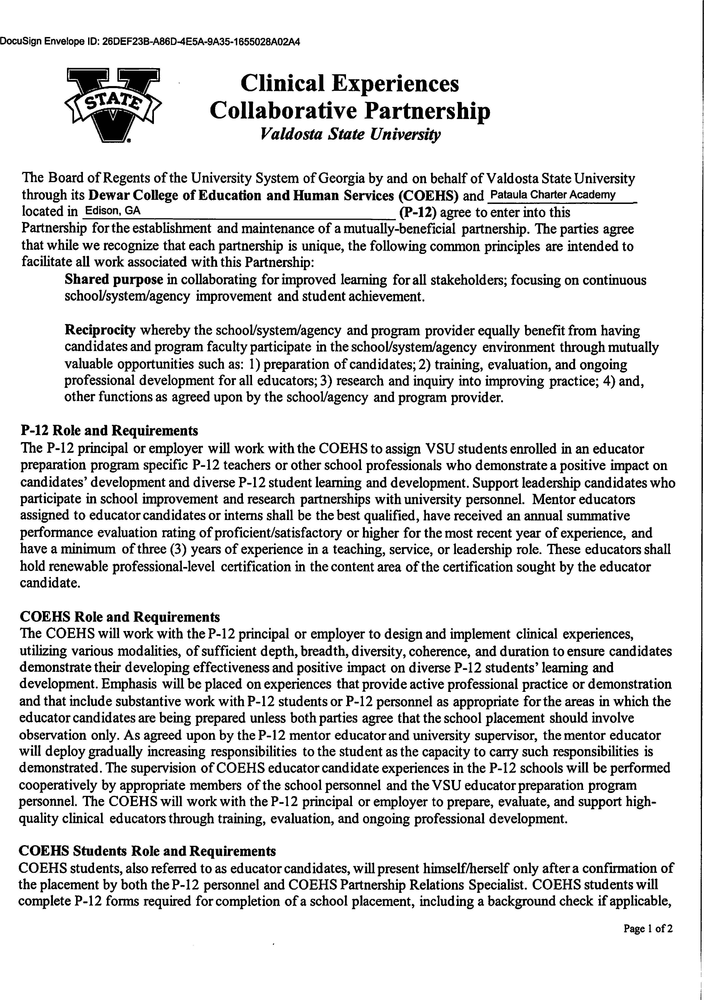 DocuSign Envelope ID: 26DEF23B-A86D-4E5A-9A35-1655028A02A4
V STATE
®
Clinical Experiences
Collaborative Partnership
Valdosta State University
The Board of Regents of the University System of Georgia by and on behalf of Valdosta State University
through its Dewar College of Education and Human Services (COEHS) and Pataula Charter Academy
located in Edison, GA (P-12) agree to enter into this
Partnership for the establishment and maintenance of a mutually-beneficial partnership. The parties agree
that while we recognize that each partnership is unique, the following common principles are intended to
facilitate all work associated with this Partnership:
Shared purpose in collaborating for improved learning for all stakeholders; focusing on continuous
school/system/agency improvement and student achievement.
Reciprocity whereby the school/system/agency and program provider equally benefit from having
candidates and program faculty participate in the school/system/agency environment through mutually
valuable opportunities such as: 1) preparation of candidates; 2) training, evaluation, and ongoing
professional development for all educators; 3) research and inquiry into improving practice; 4) and,
other functions as agreed upon by the school/agency and program provider.
P-12 Role and Requirements
The P-12 principal or employer will work with the COEHS to assign VSU students enrolled in an educator
preparation program specific P-12 teachers or other school professionals who demonstrate a positive impact on
candidates' development and diverse P-12 student learning and development. Support leadership candidates who
participate in school improvement and research partnerships with university personnel. Mentor educators
assigned to educator candidates or interns shall be the best qualified, have received an annual summative
performance evaluation rating of proficient/satisfactory or higher for the most recent year of experience, and
have a minimum of three (3) years of experience in a teaching, service, or leadership role. These educators shall
hold renewable professional-level certification in the content area of the certification sought by the educator
candidate.
COEHS Role and Requirements
The COEHS will work with the P-12 principal or employer to design and implement clinical experiences,
utilizing various modalities, of sufficient depth, breadth, diversity, coherence, and duration to ensure candidates
demonstrate their developing effectiveness and positive impact on diverse P-12 students' learning and
development. Emphasis will be placed on experiences that provide active professional practice or demonstration
and that include substantive work with P-12 students or P-12 personnel as appropriate for the areas in which the
educator candidates are being prepared unless both parties agree that the school placement should involve
observation only. As agreed upon by the P-12 mentor educator and university supervisor, the mentor educator
will deploy gradually increasing responsibilities to the student as the capacity to carry such responsibilities is
demonstrated. The supervision of COEHS educator candidate experiences in the P-12 schools will be performed
cooperatively by appropriate members of the school personnel and the VSU educator preparation program
personnel. The COEHS will work with the P-12 principal or employer to prepare, evaluate, and support high-
quality clinical educators through training, evaluation, and ongoing professional development.
COEHS Students Role and Requirements
COEHS students, also referred to as educator candidates, will present himself/herself only after a confirmation of
the placement by both the P-12 personnel and COEHS Partnership Relations Specialist. COEHS students will
complete P-12 forms required for completion of a school placement, including a background check if applicable,
Page 1 of 2